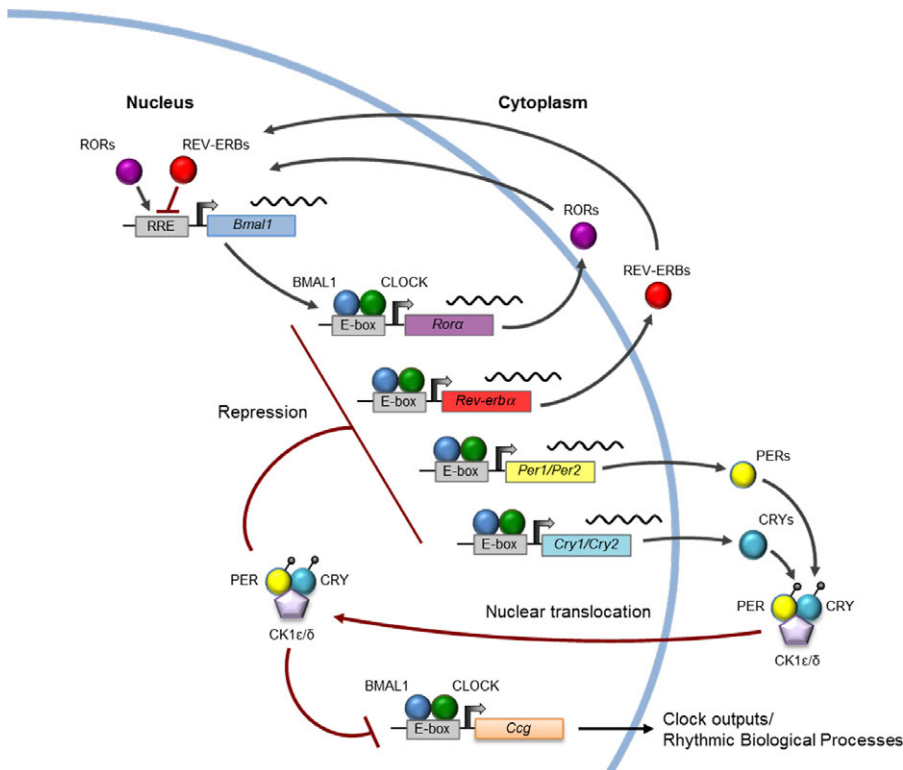 Nucleus
Cytoplasm
RORs
REV-ERBs
RRE
Bmal1
RORs
REV-ERBs
BMAL1
CLOCK
E-box
Rorα
E-box
Rev-erbα
Repression
E-box
Per1/Per2
PERs
E-box
Cry1/Cry2
CRYs
PER
CRY
CK1ε/δ
Nuclear translocation
PER
CRY
CK1ε/δ
BMAL1
CLOCK
E-box
Ccg
Clock outputs/
Rhythmic Biological Processes